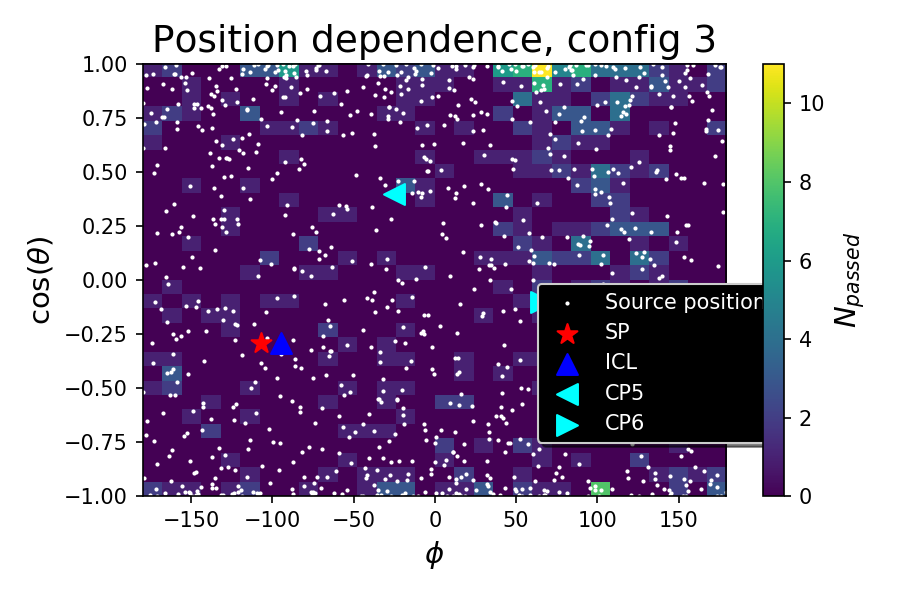 Position dependence, config 3
1.00
0.75
0.50
0.25
0.00
−0.25
−0.50
−0.75
−1.00
cos(θ)
−150
−100
−50
0
50
100
150
ϕ
Source position
SP
ICL
CP5
CP6
10
8
6
4
2
0
N_passed